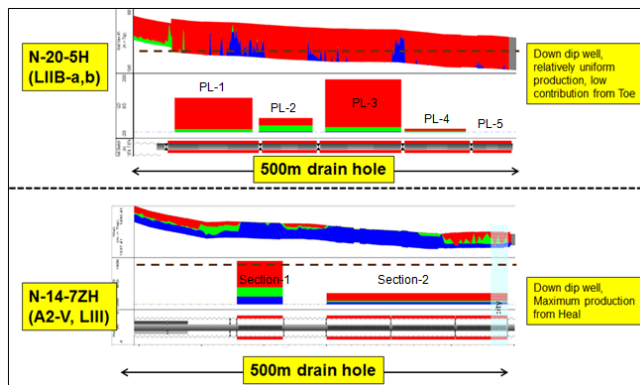 N-20-5H
(LIIB-a,b)
Down dip well,
relatively uniform
production, low
contribution from Toe
PL-1
PL-2
PL-3
PL-4
PL-5
500m drain hole
N-14-7ZH
(A2-V, LIII)
Section-1
Section-2
Down dip well,
Maximum production
from Heal
500m drain hole